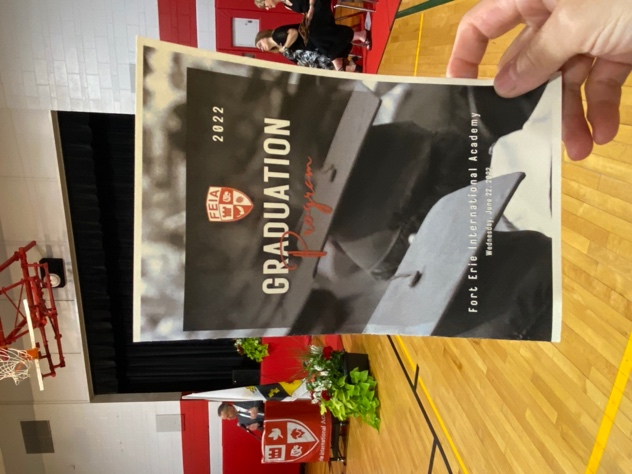 2022
FEIA
GRADUATION
Program
Fort Erie International Academy
Wednesday, June 22, 2022